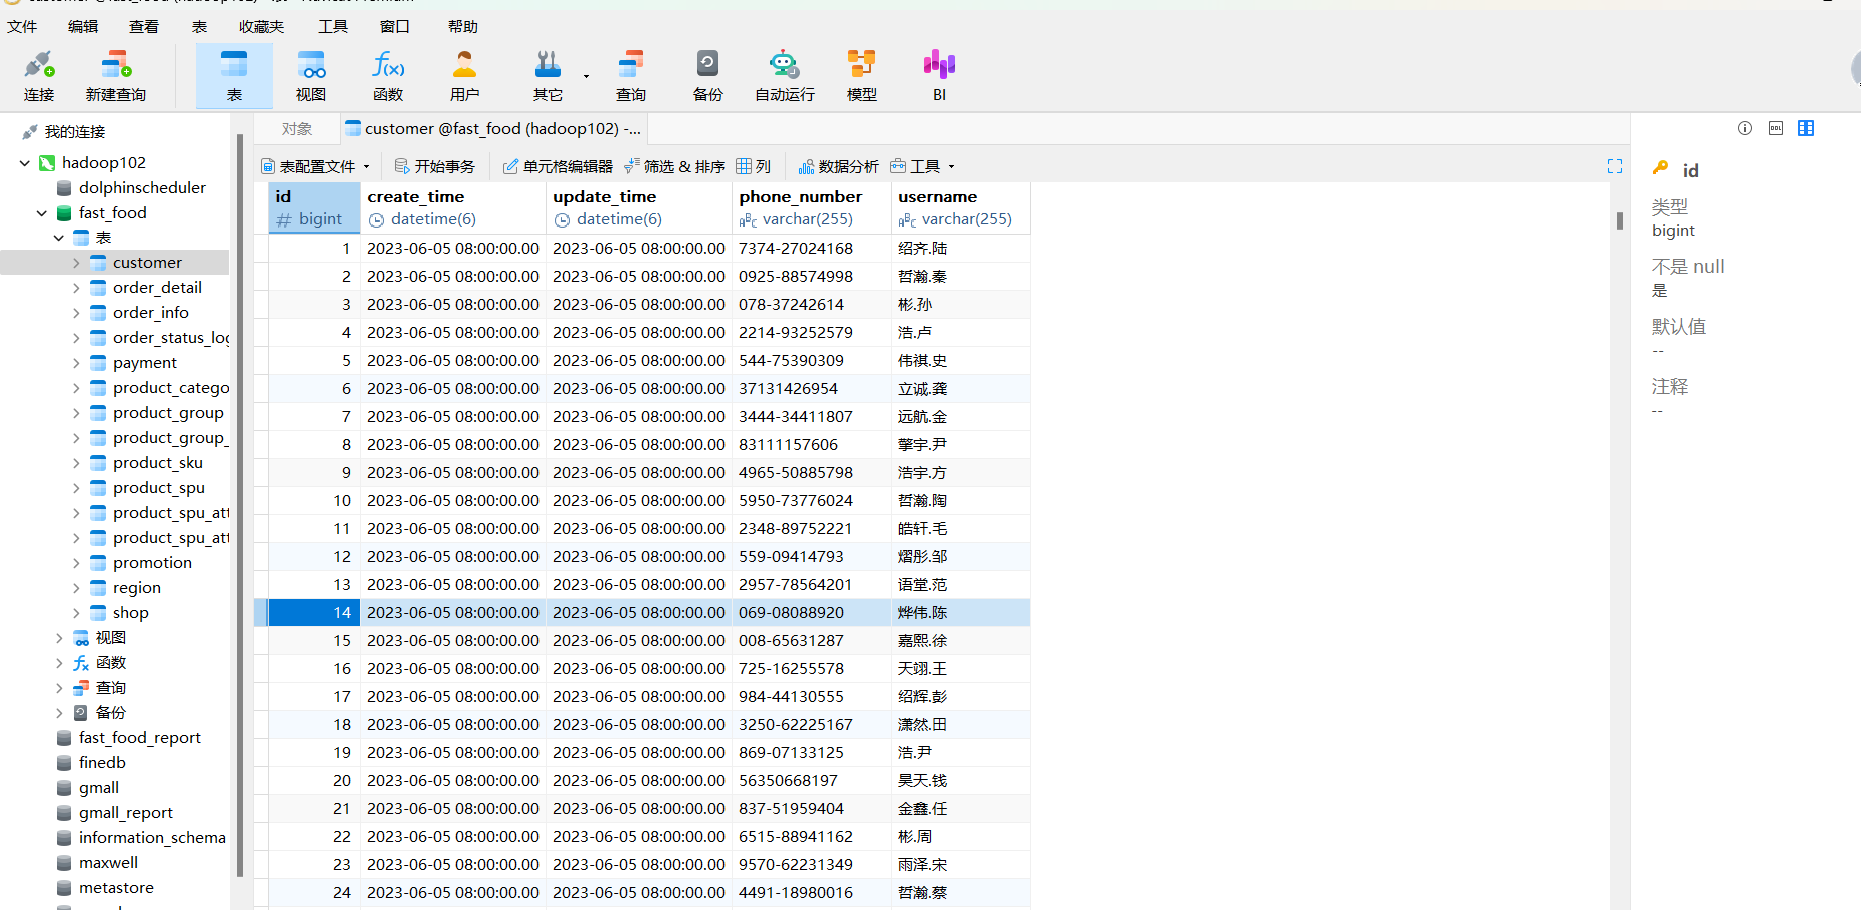 文件 编辑 查看 表 收藏夹 工具 窗口 帮助
连接 新建查询 表 视图 函数 用户 其它 查询 备份 自动运行 模型 BI
我的连接
hadoop102
dolphinscheduler
fast_food
表
customer
order_detail
order_info
order_status_log
payment
product_catego
product_group
product_group_
product_sku
product_spu
product_spu_att
product_spu_att
promotion
region
shop
视图
函数
查询
备份
fast_food_report
finedb
gmall
gmall_report
information_schema
maxwell
metastore
对象 customer @fast_food (hadoop102) -...
表配置文件 开始事务 单元格编辑器 筛选 & 排序 列 数据分析 工具
id create_time update_time phone_number username
# bigint datetime(6) datetime(6) varchar(255) varchar(255)
1 2023-06-05 08:00:00.00 2023-06-05 08:00:00.00 7374-27024168 绍齐.陆
2 2023-06-05 08:00:00.00 2023-06-05 08:00:00.00 0925-88574998 哲瀚.秦
3 2023-06-05 08:00:00.00 2023-06-05 08:00:00.00 078-37242614 彬.孙
4 2023-06-05 08:00:00.00 2023-06-05 08:00:00.00 2214-93252579 浩.卢
5 2023-06-05 08:00:00.00 2023-06-05 08:00:00.00 544-75390309 伟祺.史
6 2023-06-05 08:00:00.00 2023-06-05 08:00:00.00 37131426954 立诚.龚
7 2023-06-05 08:00:00.00 2023-06-05 08:00:00.00 3444-34411807 远航.金
8 2023-06-05 08:00:00.00 2023-06-05 08:00:00.00 83111157606 擎宇.尹
9 2023-06-05 08:00:00.00 2023-06-05 08:00:00.00 4965-50885798 浩宇.方
10 2023-06-05 08:00:00.00 2023-06-05 08:00:00.00 5950-73776024 哲瀚.陶
11 2023-06-05 08:00:00.00 2023-06-05 08:00:00.00 2348-89752221 皓轩.毛
12 2023-06-05 08:00:00.00 2023-06-05 08:00:00.00 559-09414793 熠彤.邹
13 2023-06-05 08:00:00.00 2023-06-05 08:00:00.00 2957-78564201 语堂.范
14 2023-06-05 08:00:00.00 2023-06-05 08:00:00.00 069-08088920 烨伟.陈
15 2023-06-05 08:00:00.00 2023-06-05 08:00:00.00 008-65631287 嘉熙.徐
16 2023-06-05 08:00:00.00 2023-06-05 08:00:00.00 725-16255578 天翊.王
17 2023-06-05 08:00:00.00 2023-06-05 08:00:00.00 984-44130555 绍辉.彭
18 2023-06-05 08:00:00.00 2023-06-05 08:00:00.00 3250-62225167 潇然.田
19 2023-06-05 08:00:00.00 2023-06-05 08:00:00.00 869-07133125 浩.尹
20 2023-06-05 08:00:00.00 2023-06-05 08:00:00.00 56350668197 昊天.钱
21 2023-06-05 08:00:00.00 2023-06-05 08:00:00.00 837-51959404 金鑫.任
22 2023-06-05 08:00:00.00 2023-06-05 08:00:00.00 6515-88941162 彬.周
23 2023-06-05 08:00:00.00 2023-06-05 08:00:00.00 9570-62231349 雨泽.宋
24 2023-06-05 08:00:00.00 2023-06-05 08:00:00.00 4491-18980016 哲瀚.蔡
id
类型
bigint
不是 null
是
默认值
--
注释
--